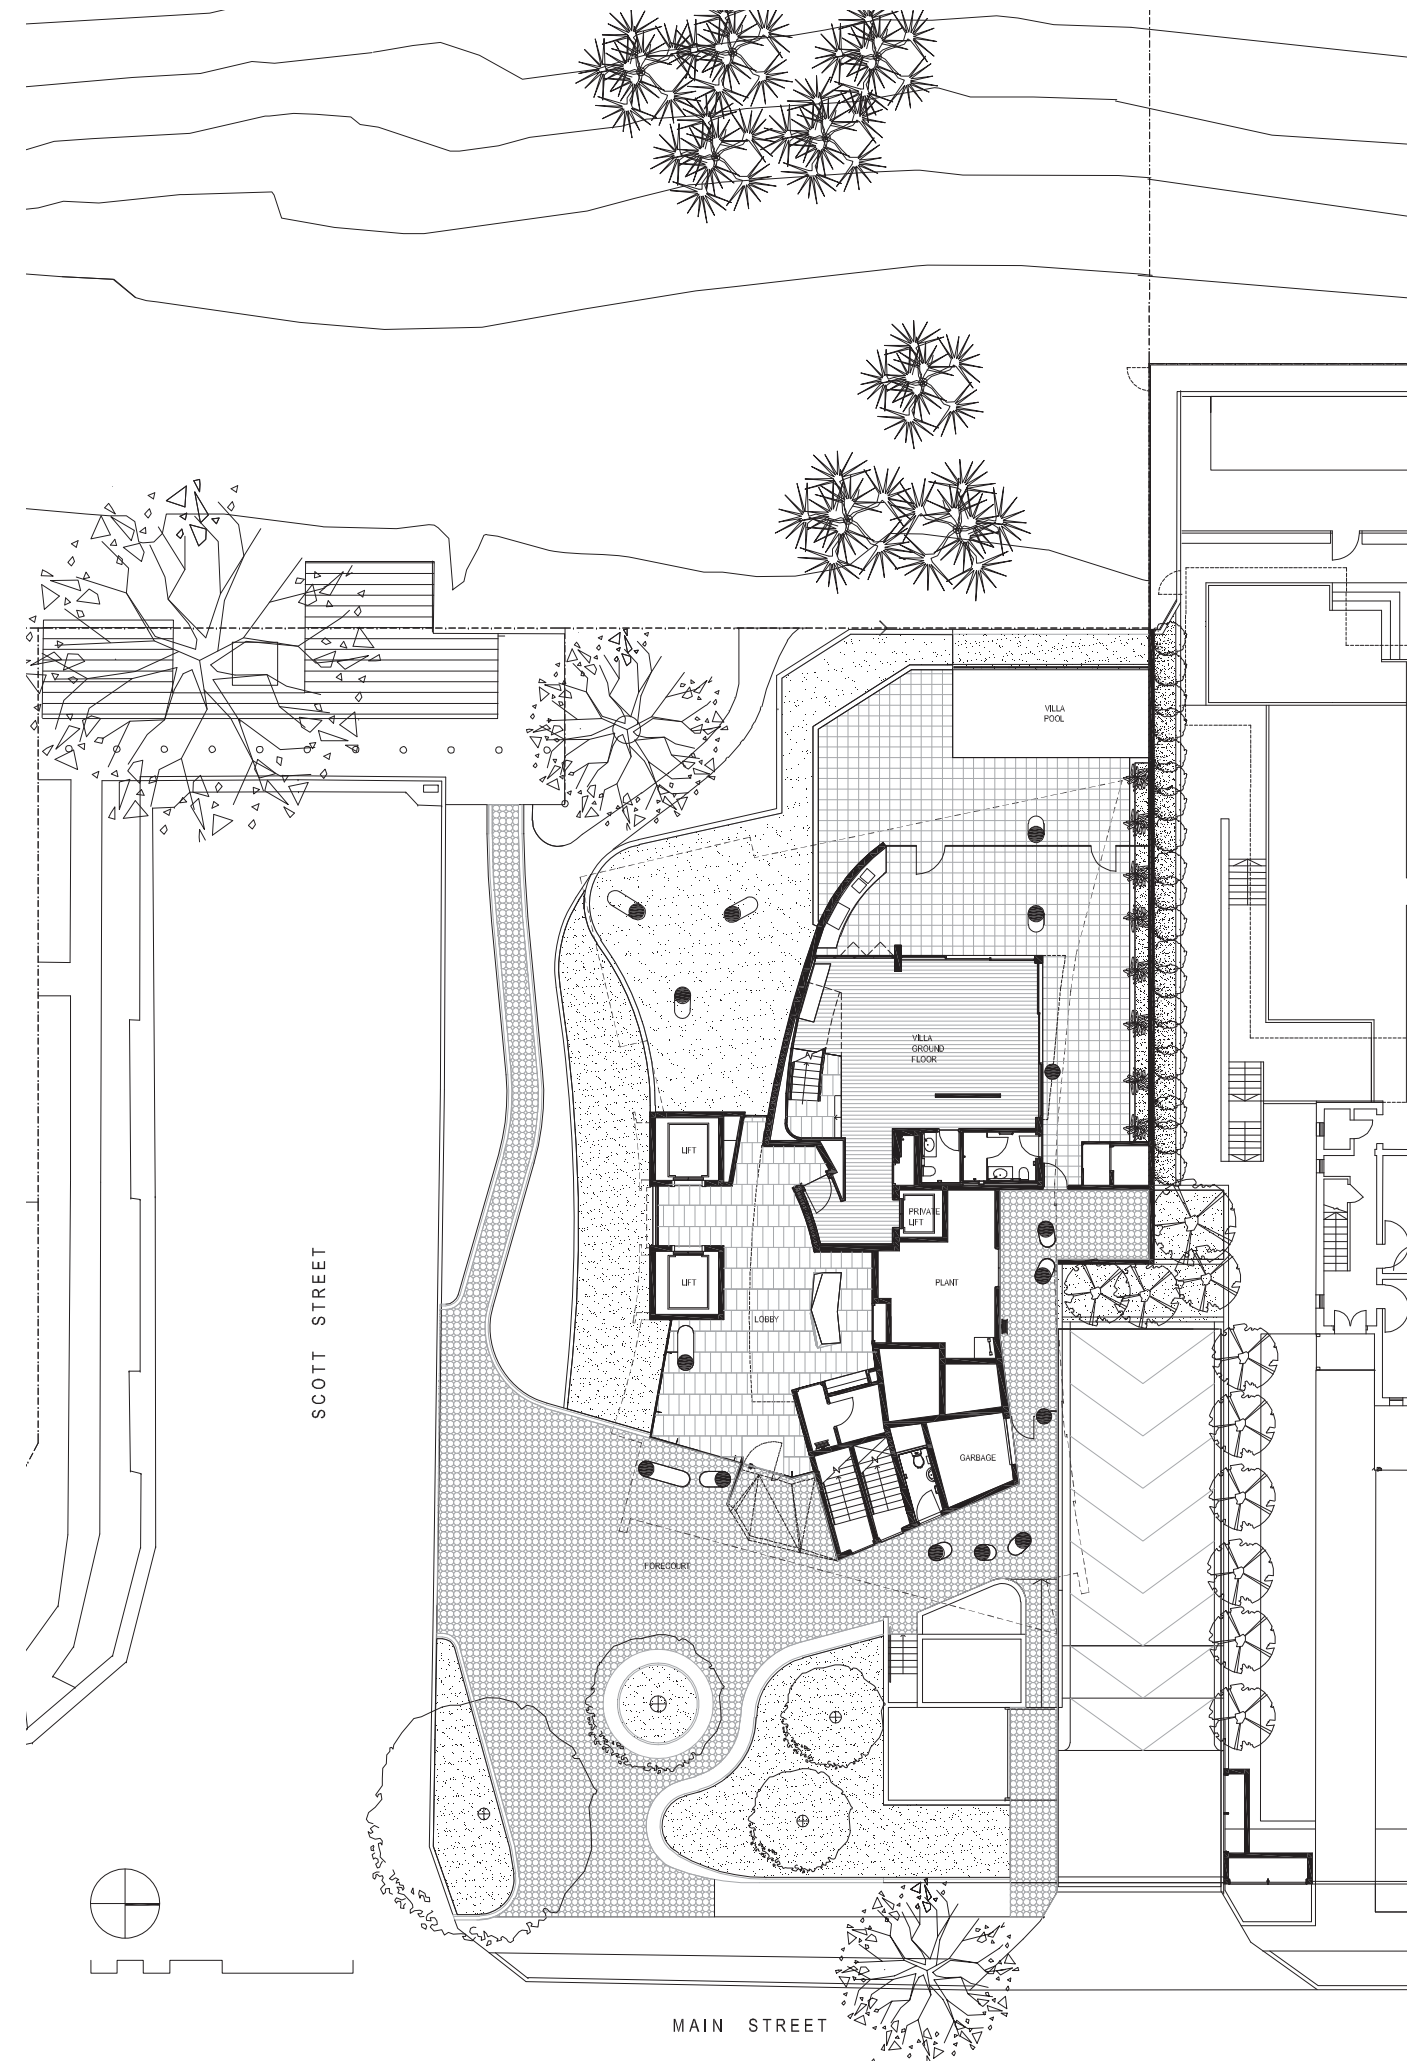 VILLA
POOL
VILLA
GROUND
FLOOR
LIFT
PRIVATE
LIFT
LIFT
PLANT
LOBBY
SCOTT STREET
GARBAGE
FORECOURT
MAIN STREET